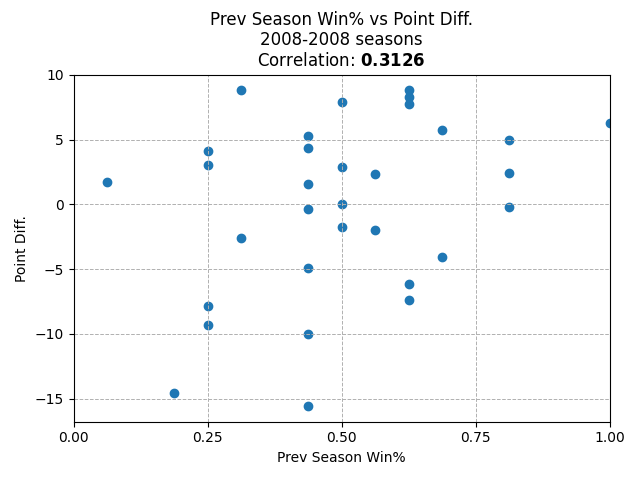 Prev Season Win% vs Point Diff.
2008-2008 seasons
Correlation: 0.3126
10
5
0
−5
−10
−15
Point Diff.
0.00 0.25 0.50 0.75 1.00
Prev Season Win%